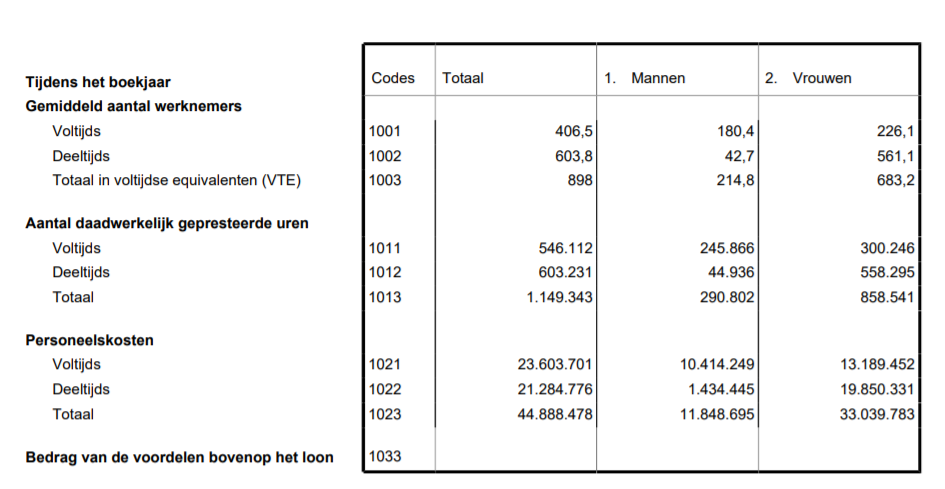 Tijdens het boekjaar Codes Totaal 1. Mannen 2. Vrouwen
Gemiddeld aantal werknemers
Voltijds 1001 406,5 180,4 226,1
Deeltijds 1002 603,8 42,7 561,1
Totaal in voltijdse equivalenten (VTE) 1003 898 214,8 683,2
Aantal daadwerkelijk gepresteerde uren
Voltijds 1011 546.112 245.866 300.246
Deeltijds 1012 603.231 44.936 558.295
Totaal 1013 1.149.343 290.802 858.541
Personeelskosten
Voltijds 1021 23.603.701 10.414.249 13.189.452
Deeltijds 1022 21.284.776 1.434.445 19.850.331
Totaal 1023 44.888.478 11.848.695 33.039.783
Bedrag van de voordelen bovenop het loon 1033